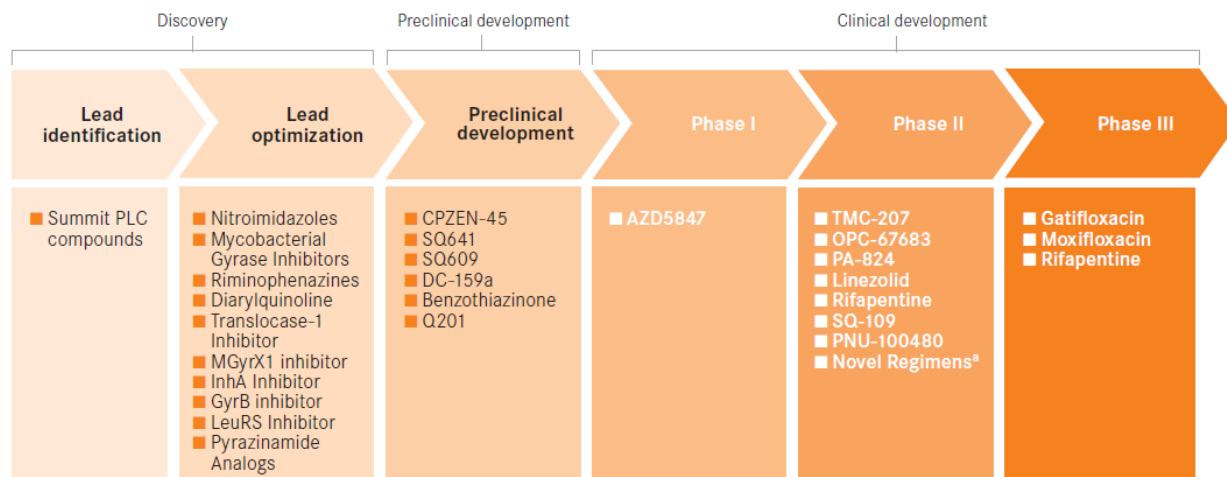 Discovery
Preclinical development
Clinical development
Lead
identification
Lead
optimization
Preclinical
development
Phase I
Phase II
Phase III
Summit PLC
compounds
Nitroimidazoles
Mycobacterial
Gyrase Inhibitors
Riminophenazines
Diarylquinoline
Translocase-1
Inhibitor
MGyrX1 inhibitor
InhA Inhibitor
GyrB inhibitor
LeuRS Inhibitor
Pyrazinamide
Analogs
CPZEN-45
SQ641
SQ609
DC-159a
Benzothiazinone
Q201
AZD5847
TMC-207
OPC-67683
PA-824
Linezolid
Rifapentine
SQ-109
PNU-100480
Novel Regimensᵃ
Gatifloxacin
Moxifloxacin
Rifapentine